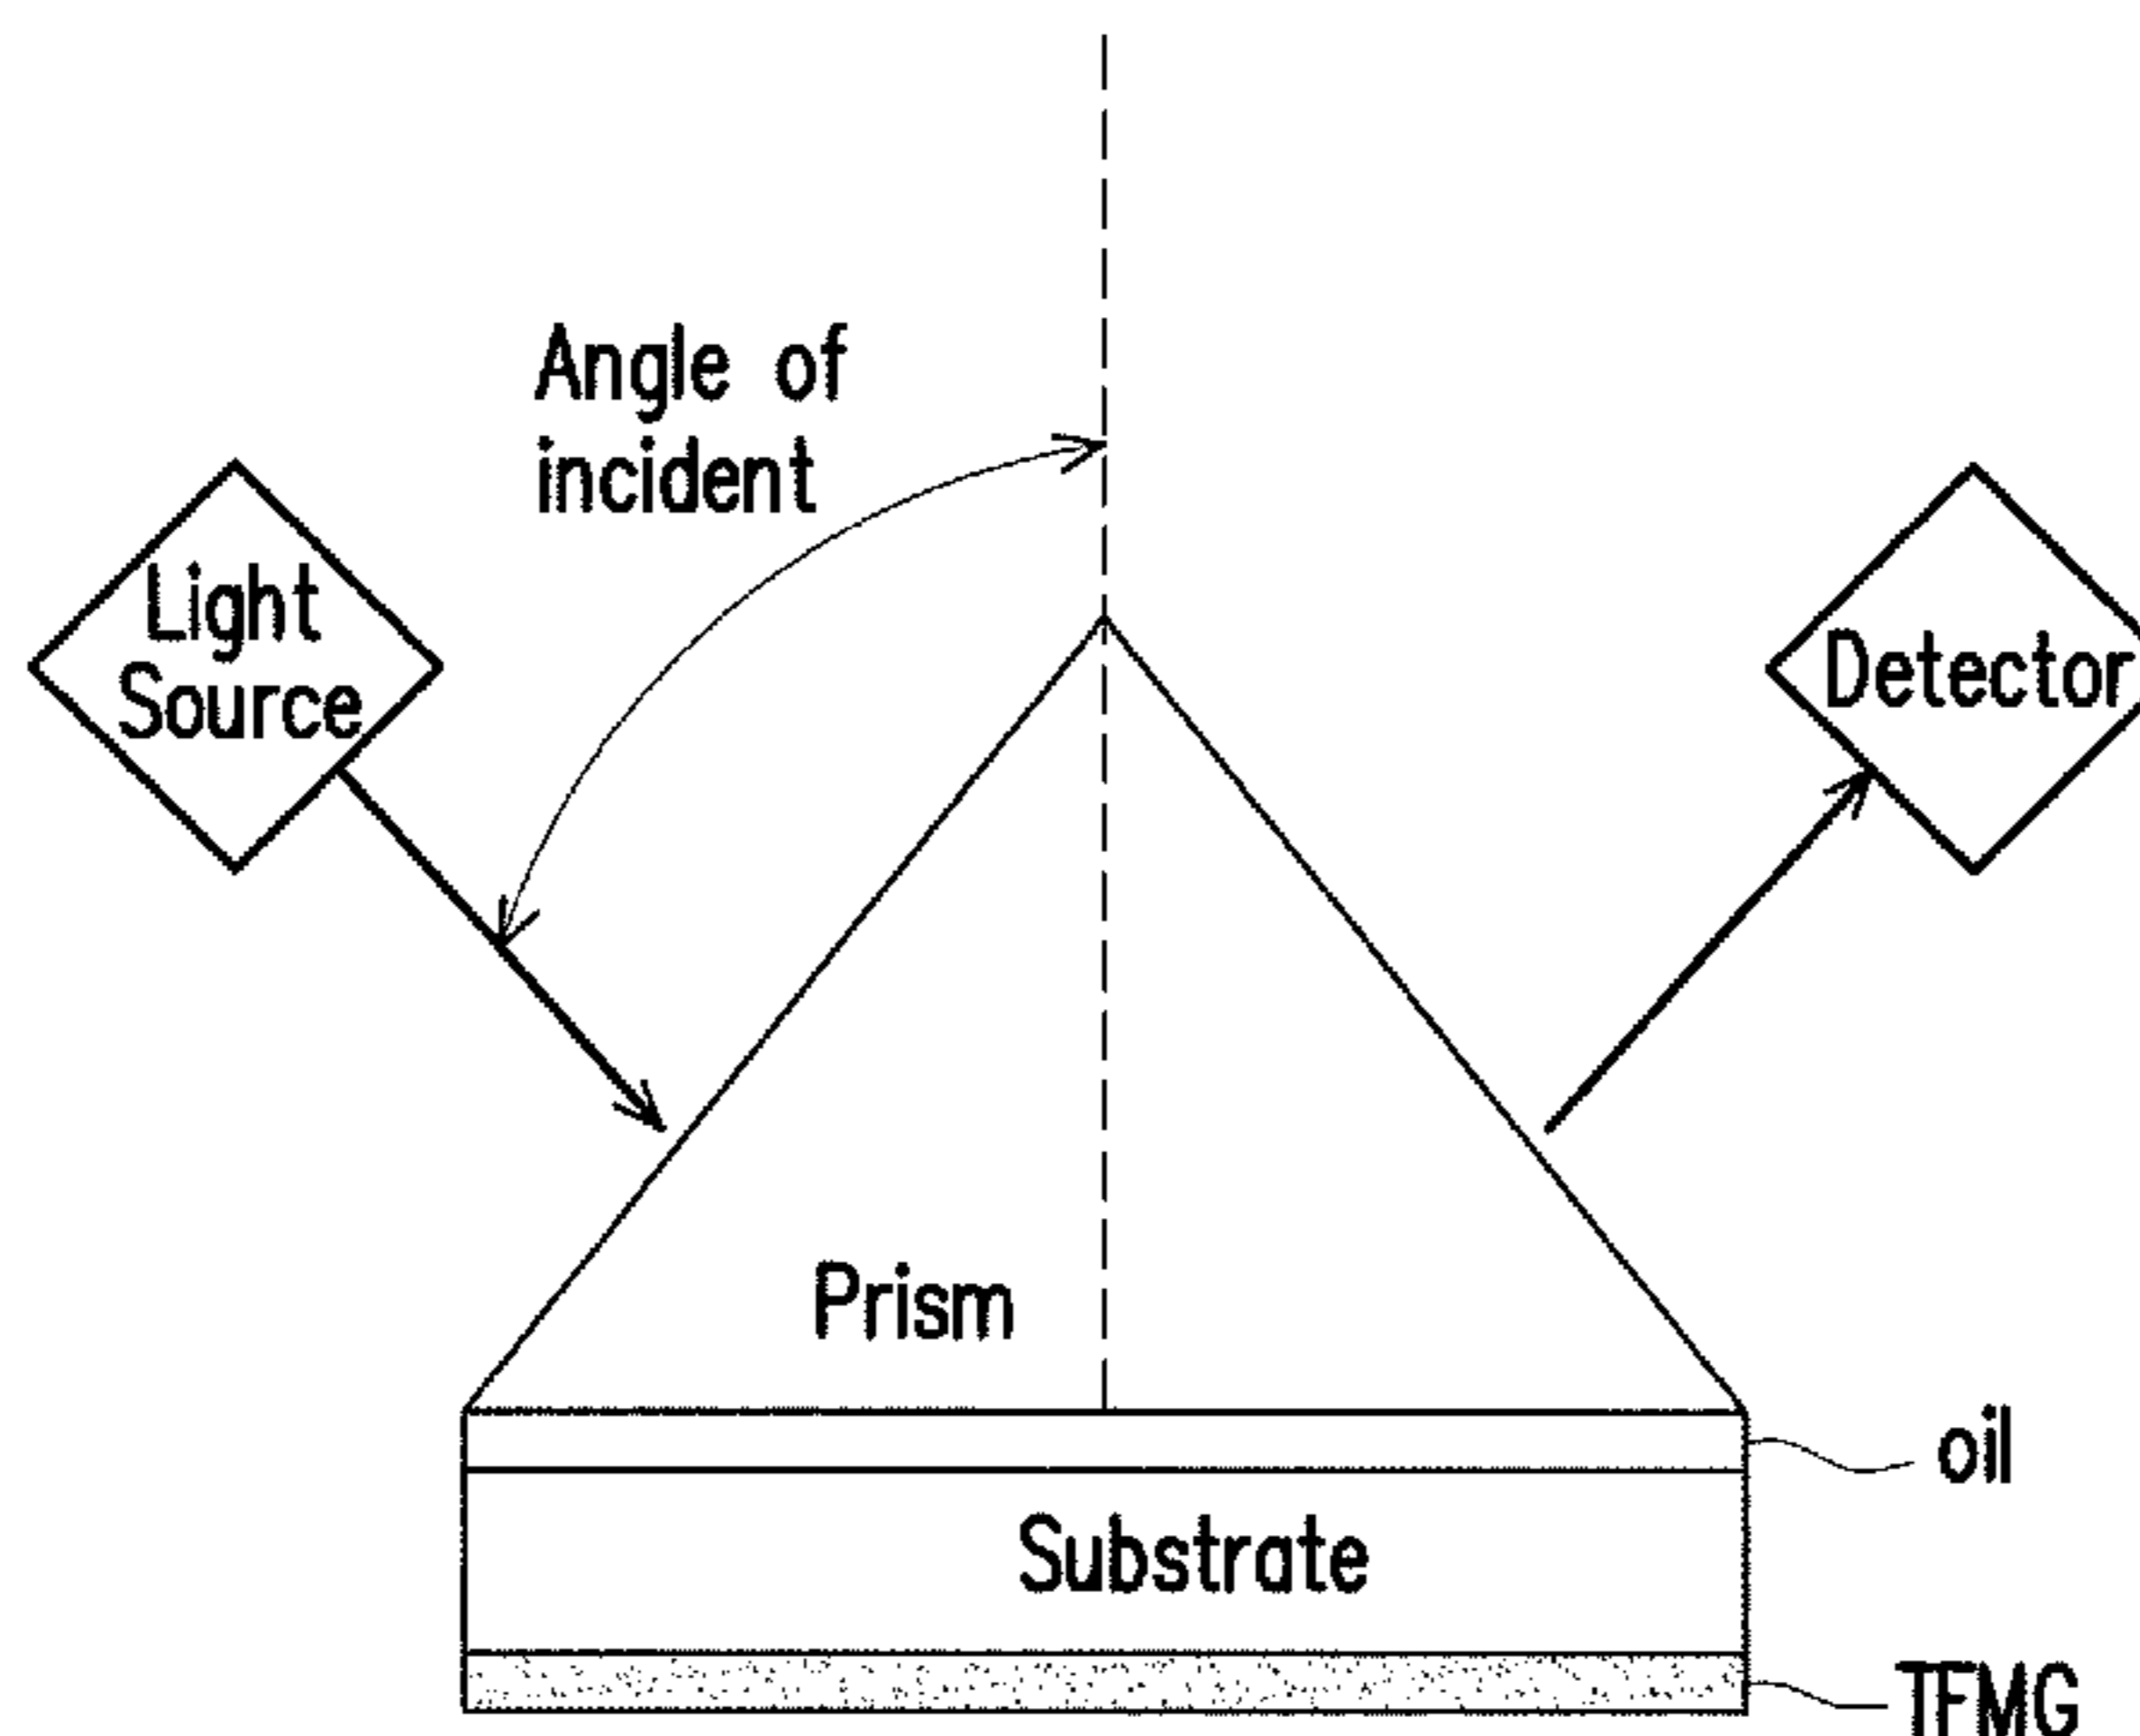 Angle of
incident
Light
Source
Detector
Prism
oil
Substrate
TFMG